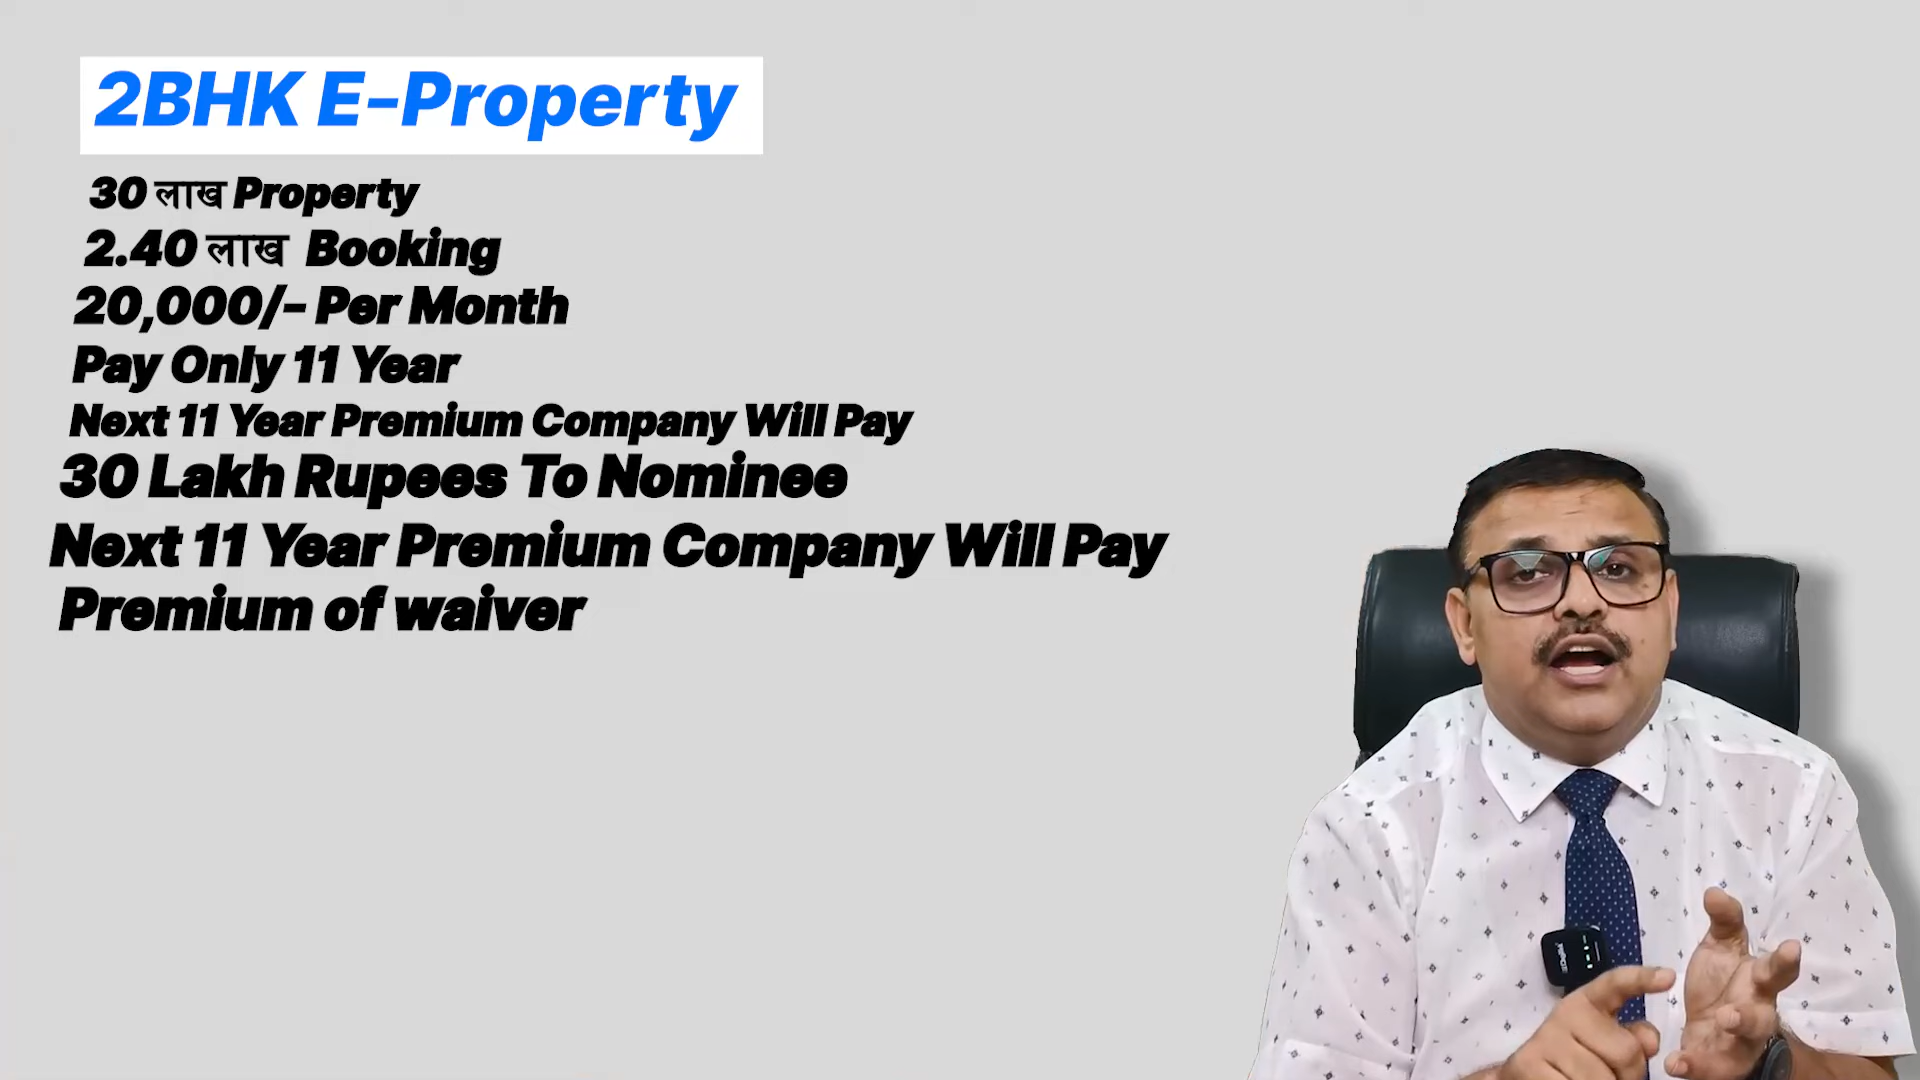 2BHK E-Property
30 लाख Property
2.40 लाख Booking
20,000/- Per Month
Pay Only 11 Year
Next 11 Year Premium Company Will Pay
30 Lakh Rupees To Nominee
Next 11 Year Premium Company Will Pay
Premium of waiver